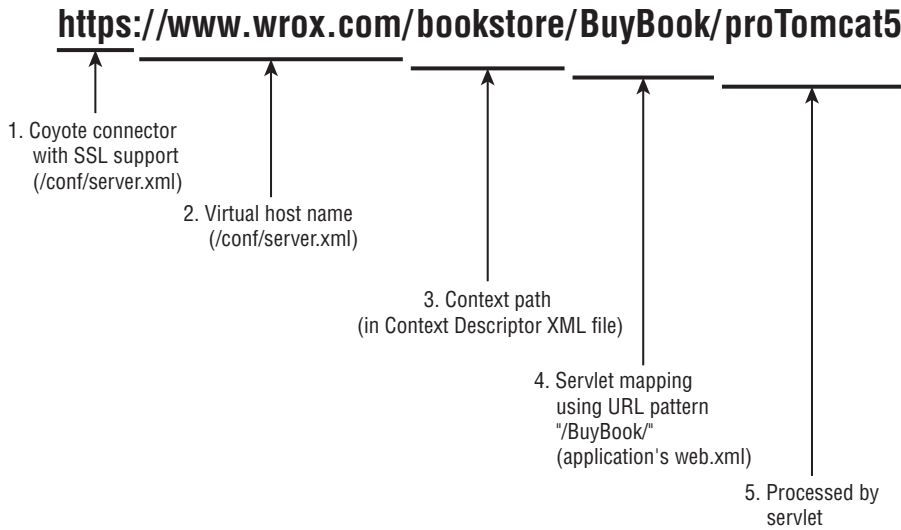 https://www.wrox.com/bookstore/BuyBook/proTomcat5
1. Coyote connector
with SSL support
(/conf/server.xml)
2. Virtual host name
(/conf/server.xml)
3. Context path
(in Context Descriptor XML file)
4. Servlet mapping
using URL pattern
"/BuyBook/"
(application's web.xml)
5. Processed by
servlet